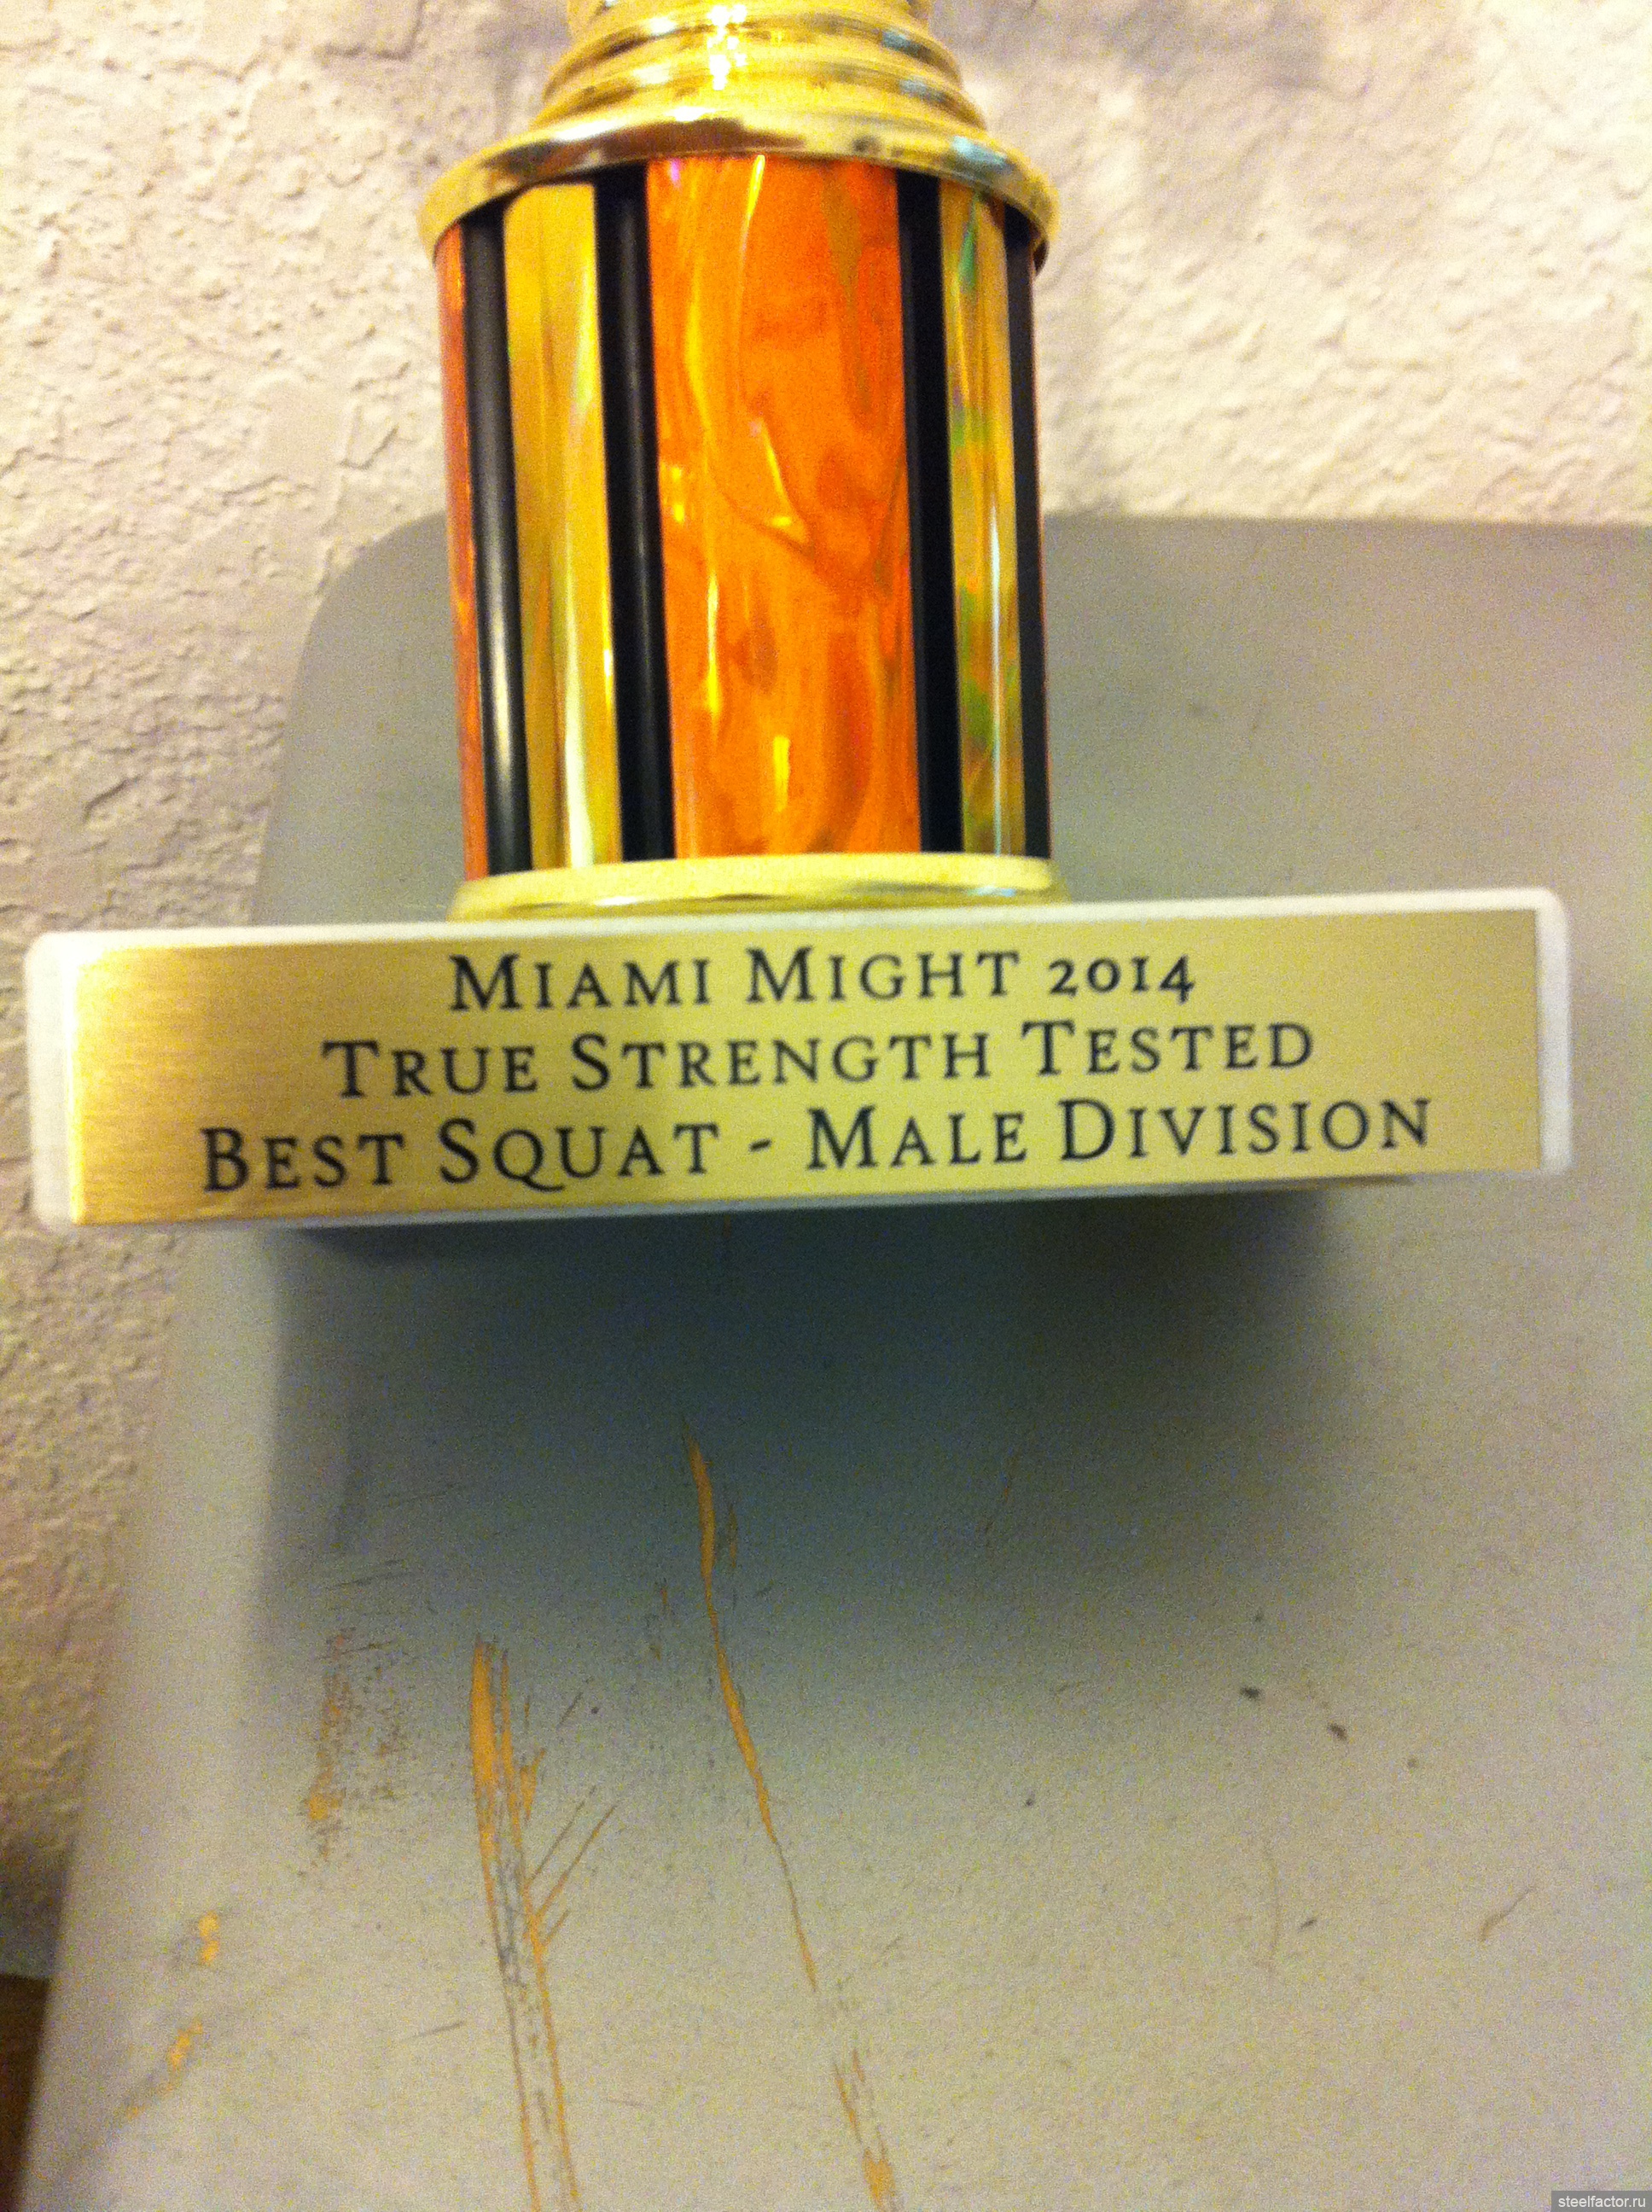 Miami Might 2014
True Strength Tested
Best Squat - Male Division
steelfactor.ru